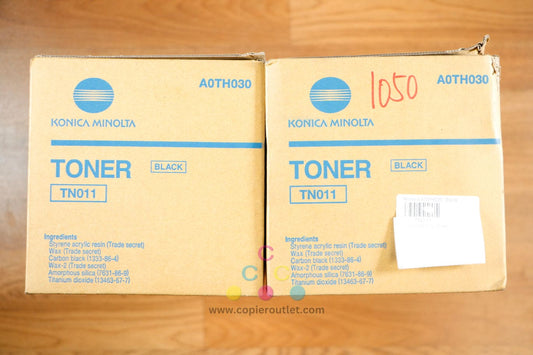 A0TH030
KONICA MINOLTA
TONER BLACK
TN011
Ingredients
Styrene acrylic resin (Trade secret)
Wax (Trade secret)
Carbon black (1333-86-4)
Wax-2 (Trade secret)
Amorphous silica (7631-86-9)
Titanium dioxide (13463-67-7)
1050
A0TH030
KONICA MINOLTA
TONER BLACK
TN011
Ingredients
Styrene acrylic resin (Trade secret)
Wax (Trade secret)
Carbon black (1333-86-4)
Wax-2 (Trade secret)
Amorphous silica (7631-86-9)
Titanium dioxide (13463-67-7)
C
C C
www.copieroutlet.com